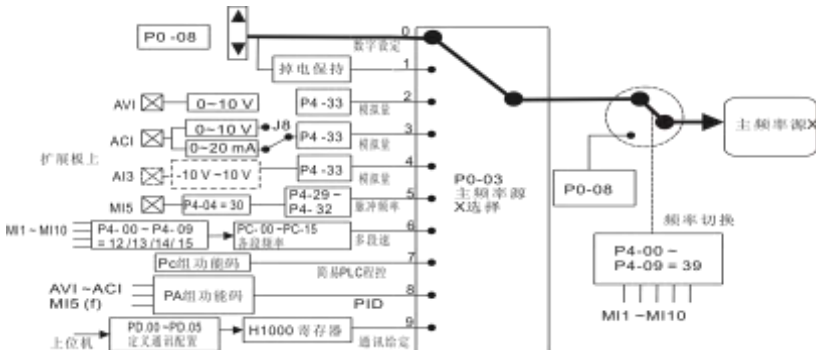 P0-08
0
数字设定
掉电保持
1
AVI
0~10 V
P4-33
2
模拟量
ACI
0~10 V
J8
0~20 mA
P4-33
3
模拟量
扩展板上
AI3
-10 V ~10 V
P4-33
4
模拟量
MI5
P4-04 = 30
P4-29 ~
P4- 32
5
脉冲频率
MI1 ~ MI10
P4- 00 ~ P4- 09
= 12 /13 /14/ 15
PC- 00 ~PC-15
各段频率
6
多段速
Pc组功能码
7
简易PLC程控
AVI ~ACI
MI5 (f)
PA组功能码
8
PID
上位机
PD.00 ~PD.05
定义通讯配置
H1000 寄存器
9
通讯给定
P0-03
主频率源
X选择
P0-08
主频率源X
频率切换
P4-00 ~
P4-09 = 39
MI1 ~MI10